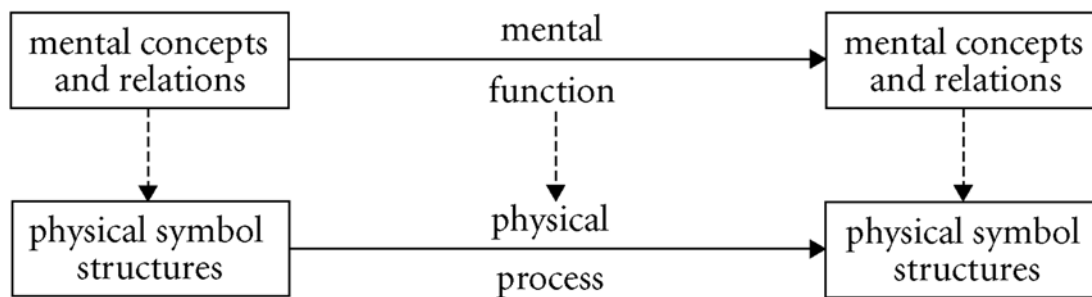 mental concepts
and relations
mental
function
mental concepts
and relations
physical symbol
structures
physical
process
physical symbol
structures